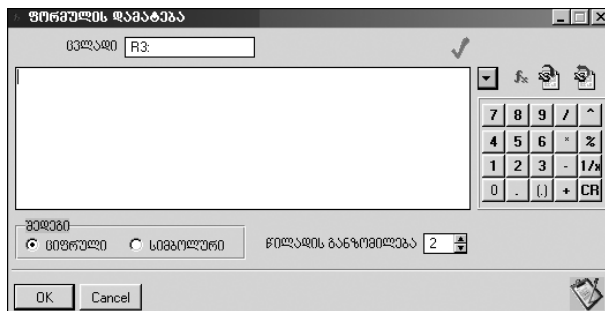 ფორმულის დამატება
ცვლადი R3:
fx
7 8 9 / ^
4 5 6 * %
1 2 3 - 1/x
0 . (.) + CR
შედეგი
ციფრული სიმბოლური წილადის განზომილება 2
OK Cancel